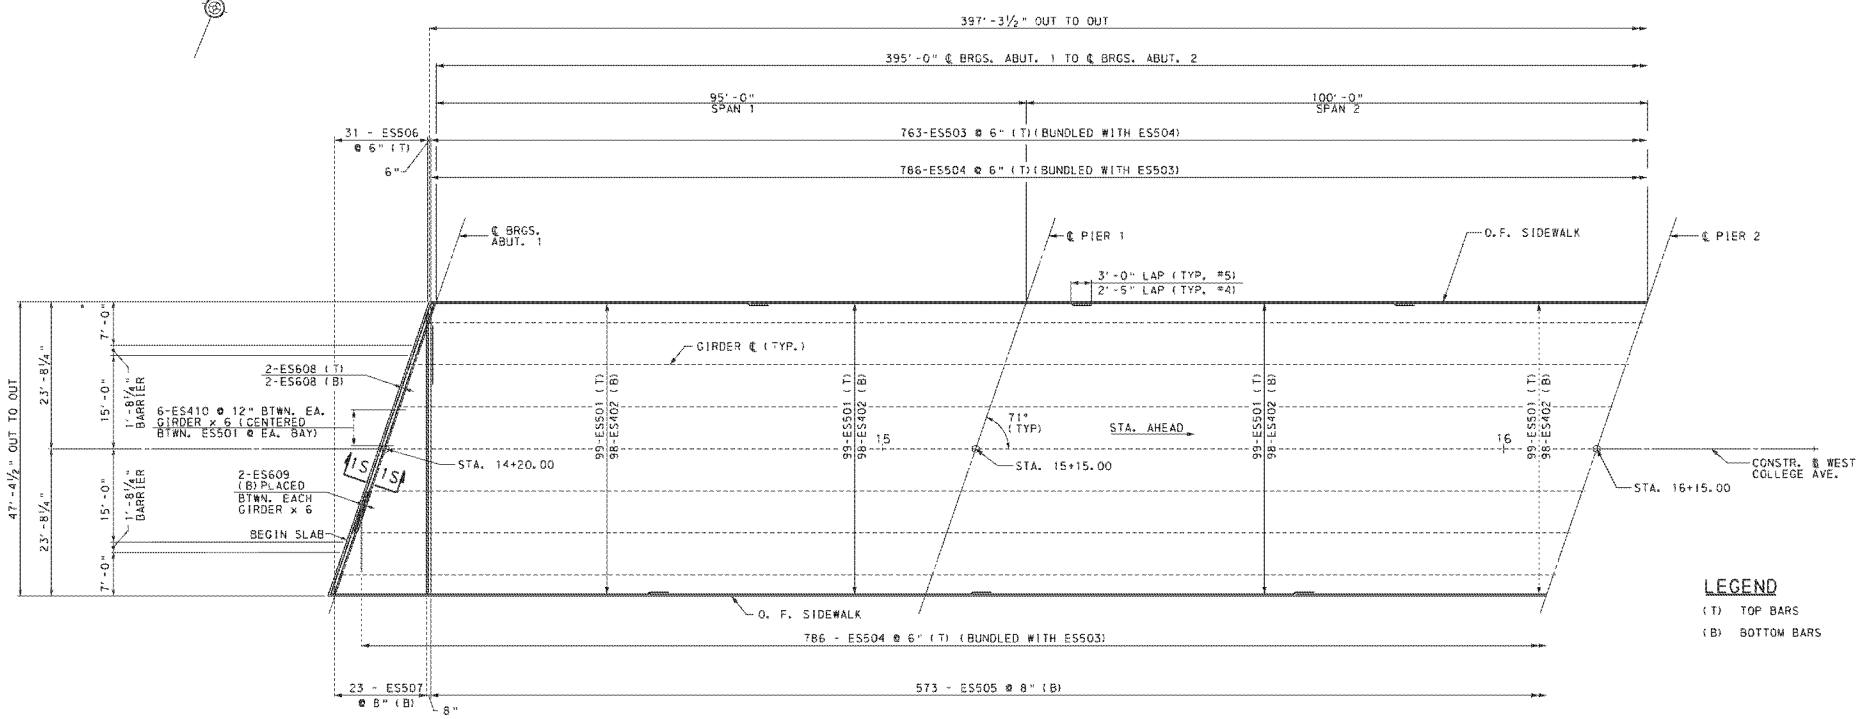 397'-3½" OUT TO OUT
395'-0" ℄ BRGS. ABUT. 1 TO ℄ BRGS. ABUT. 2
95'-0"
SPAN 1
100'-0"
SPAN 2
31 - ES506
@ 6" (T)
6"
763-ES503 @ 6" (T)(BUNDLED WITH ES504)
786-ES504 @ 6" (T)(BUNDLED WITH ES503)
℄ BRGS.
ABUT. 1
℄ PIER 1
O.F. SIDEWALK
℄ PIER 2
3'-0" LAP (TYP. #5)
2'-5" LAP (TYP. #4)
47'-4½" OUT TO OUT
23'-8¼"
23'-8¼"
7'-0"
15'-0"
15'-0"
7'-0"
1'-8¼"
BARRIER
1'-8¼"
BARRIER
GIRDER ℄ (TYP.)
2-ES608 (T)
2-ES608 (B)
6-ES410 @ 12" BTWN. EA.
GIRDER x 6 (CENTERED
BTWN. ES501 @ EA. BAY)
99-ES501 (T)
98-ES402 (B)
99-ES501 (T)
98-ES402 (B)
99-ES501 (T)
98-ES402 (B)
99-ES501 (T)
98-ES402 (B)
71°
(TYP)
STA. AHEAD
15
16
1S
1S
STA. 14+20.00
STA. 15+15.00
STA. 16+15.00
CONSTR. ℄ WEST
COLLEGE AVE.
2-ES609
(B) PLACED
BTWN. EACH
GIRDER x 6
BEGIN SLAB
O. F. SIDEWALK
786 - ES504 @ 6" (T) (BUNDLED WITH ES503)
23 - ES507
@ 8" (B)
8"
573 - ES505 @ 8" (B)
LEGEND
(T) TOP BARS
(B) BOTTOM BARS